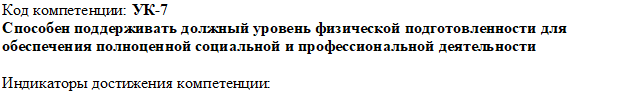 Код компетенции: УК-7
Способен поддерживать должный уровень физической подготовленности для
обеспечения полноценной социальной и профессиональной деятельности
Индикаторы достижения компетенции: